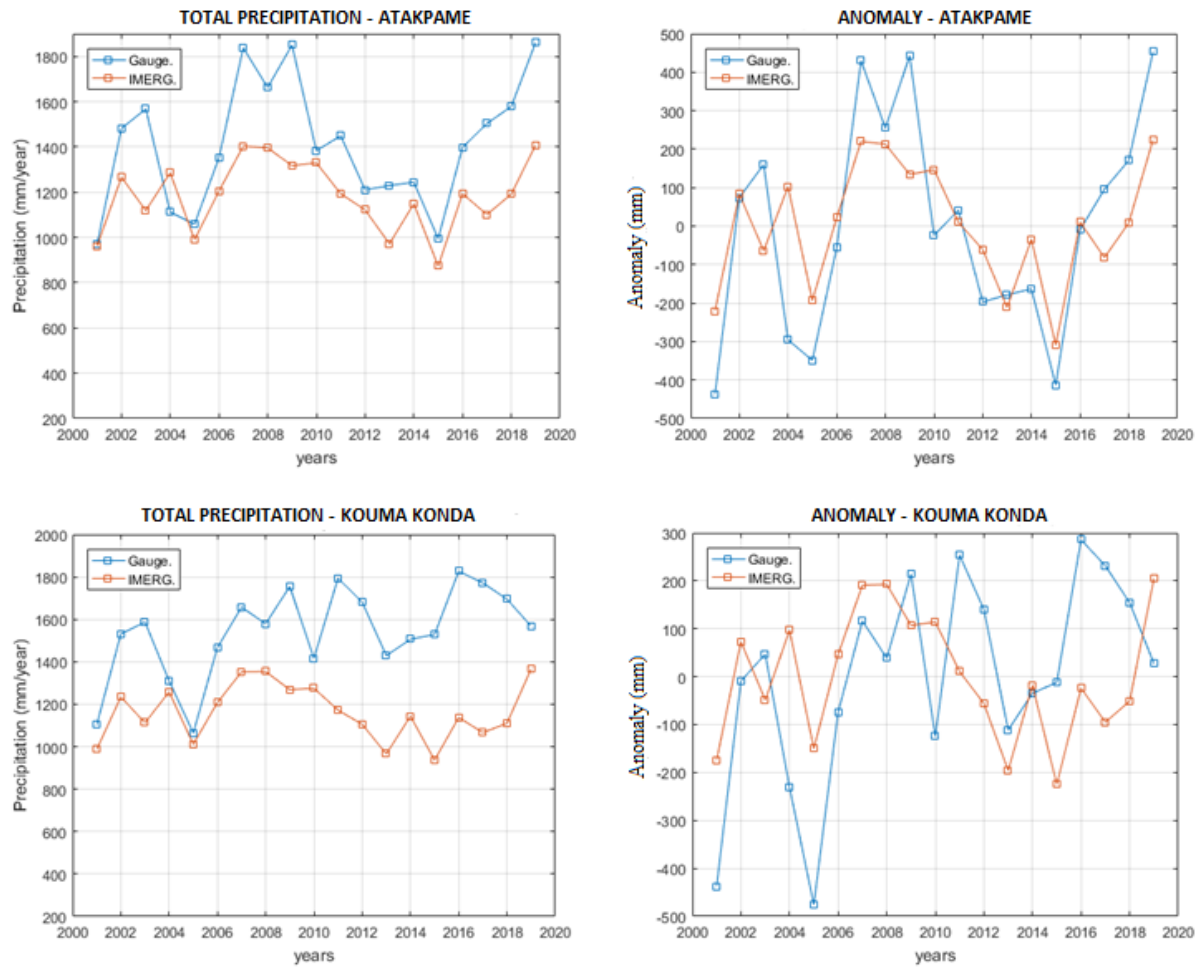 TOTAL PRECIPITATION - ATAKPAME
Gauge.
IMERG.
Precipitation (mm/year)
1800
1600
1400
1200
1000
800
600
400
200
2000 2002 2004 2006 2008 2010 2012 2014 2016 2018 2020
years
ANOMALY - ATAKPAME
Gauge.
IMERG.
Anomaly (mm)
500
400
300
200
100
0
-100
-200
-300
-400
-500
2000 2002 2004 2006 2008 2010 2012 2014 2016 2018 2020
years
TOTAL PRECIPITATION - KOUMA KONDA
Gauge.
IMERG.
Precipitation (mm/year)
2000
1800
1600
1400
1200
1000
800
600
400
200
2000 2002 2004 2006 2008 2010 2012 2014 2016 2018 2020
years
ANOMALY - KOUMA KONDA
Gauge.
IMERG.
Anomaly (mm)
300
200
100
0
-100
-200
-300
-400
-500
2000 2002 2004 2006 2008 2010 2012 2014 2016 2018 2020
years